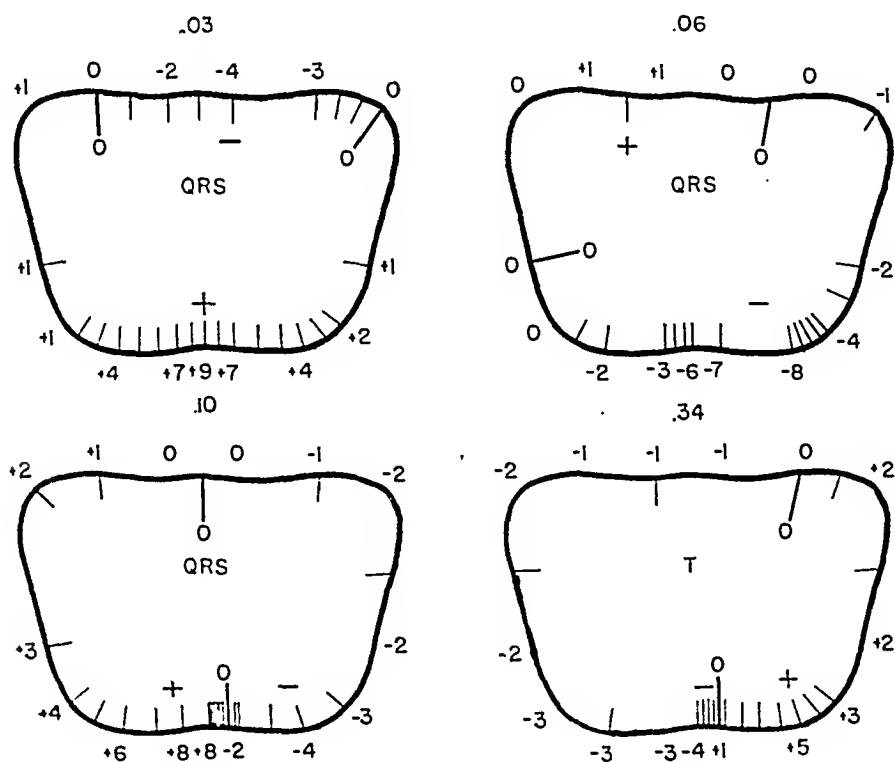 .03 .06
+1 0 -2 -4 -3 0 0 +1 +1 0 0 -1
0 − 0 + 0
QRS QRS
+1 +1 0 0 -2
+ −
+1 +2 0 -4
+4 +7 +9 +7 +4 -2 -3 -6 -7 -8
.10 .34
+2 +1 0 0 -1 -2 -2 -1 -1 -1 0 +2
0 0
QRS T
+3 -2 -2 +2
+ 0 − − 0 +
+4 -3 -3 +3
+6 +8 +8 -2 -4 -3 -3 -4 +1 +5